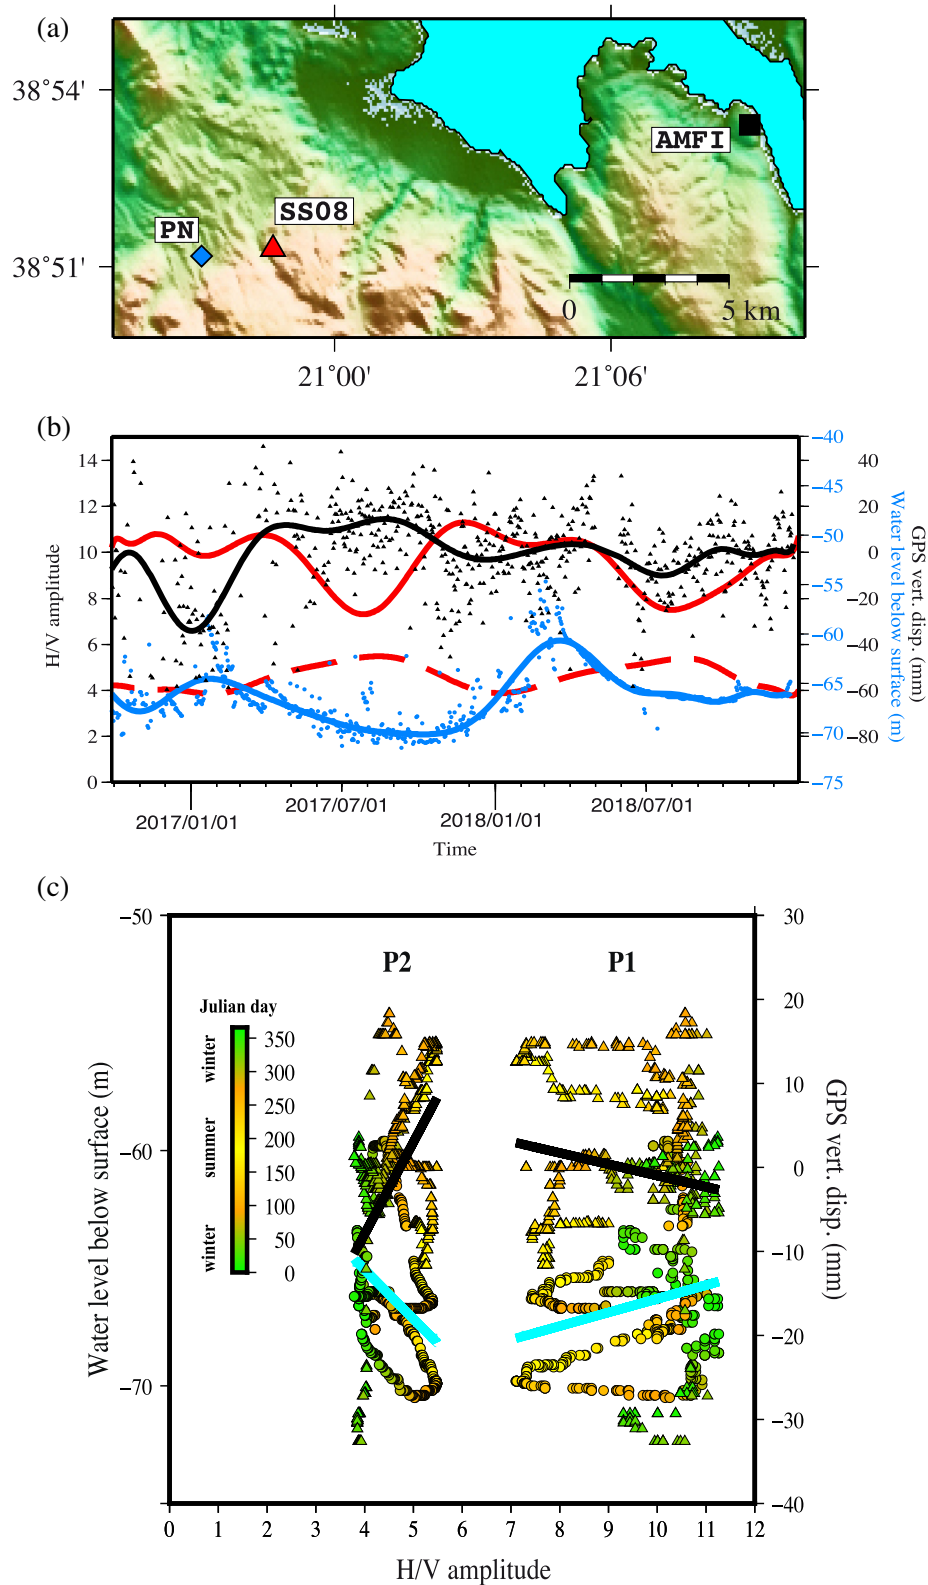 (a)
38°54'
38°51'
AMFI
SS08
PN
0
5 km
21°00'
21°06'
(b)
14
12
10
8
6
4
2
0
H/V amplitude
−40
−45
−50
−55
−60
−65
−70
−75
40
20
0
−20
−40
−60
−80
Water level below surface (m)
GPS vert. disp. (mm)
2017/01/01
2017/07/01
2018/01/01
2018/07/01
Time
(c)
−50
−60
−70
Water level below surface (m)
P2
P1
Julian day
350
300
250
200
150
100
50
0
winter
summer
winter
30
20
10
0
−10
−20
−30
−40
GPS vert. disp. (mm)
0 1 2 3 4 5 6 7 8 9 10 11 12
H/V amplitude